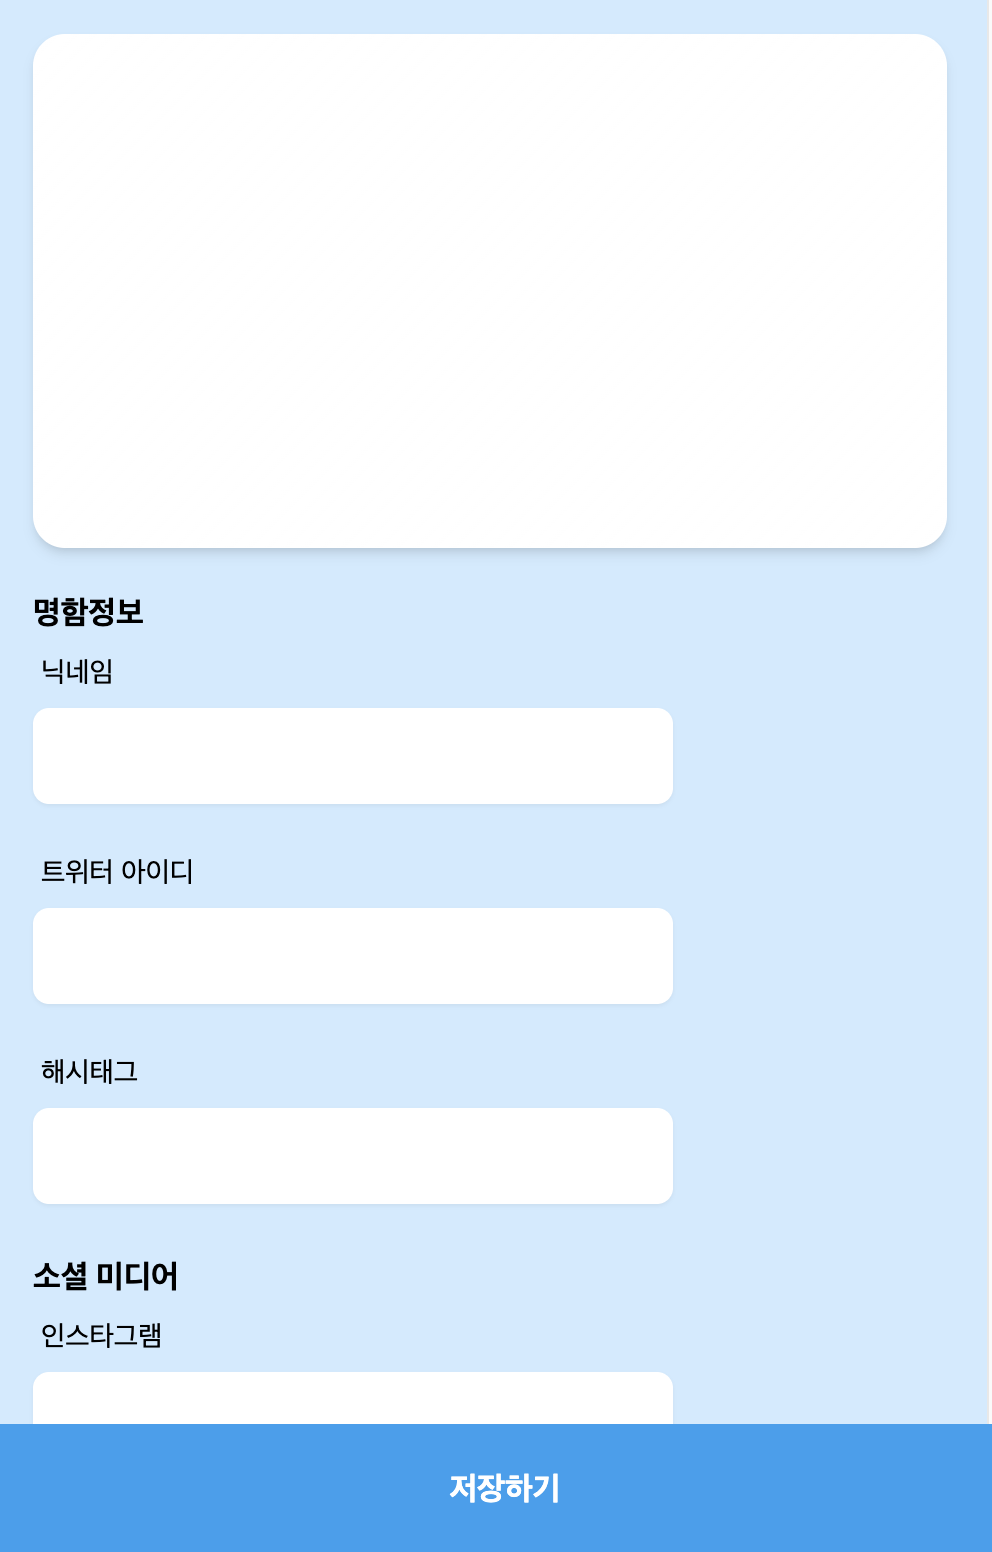 명함정보
닉네임
트위터 아이디
해시태그
소셜 미디어
인스타그램
저장하기